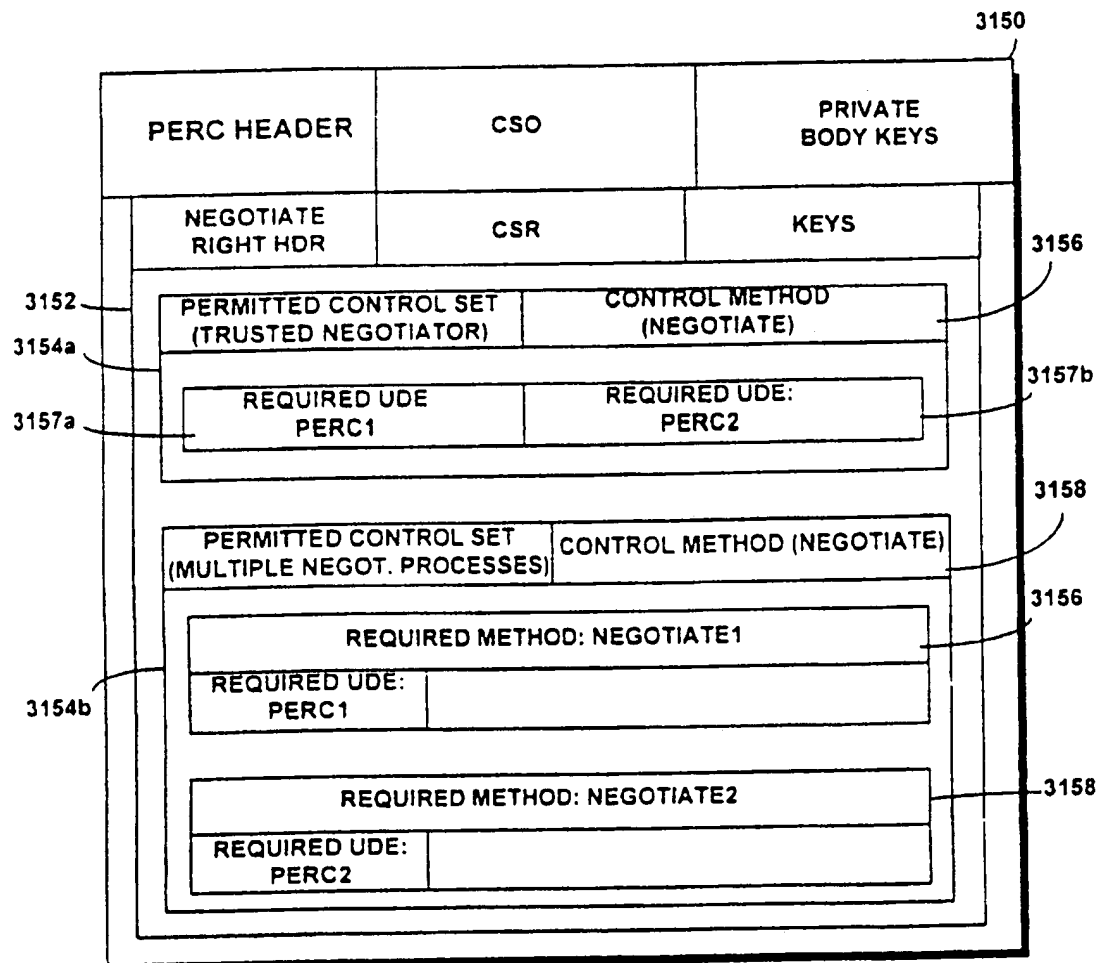 3150
PERC HEADER
CSO
PRIVATE
BODY KEYS
NEGOTIATE
RIGHT HDR
CSR
KEYS
3156
3152
PERMITTED CONTROL SET
(TRUSTED NEGOTIATOR)
CONTROL METHOD
(NEGOTIATE)
3154a
3157b
REQUIRED UDE
PERC1
REQUIRED UDE:
PERC2
3157a
3158
PERMITTED CONTROL SET
(MULTIPLE NEGOT. PROCESSES)
CONTROL METHOD (NEGOTIATE)
3156
REQUIRED METHOD: NEGOTIATE1
REQUIRED UDE:
PERC1
3154b
REQUIRED METHOD: NEGOTIATE2
3158
REQUIRED UDE:
PERC2